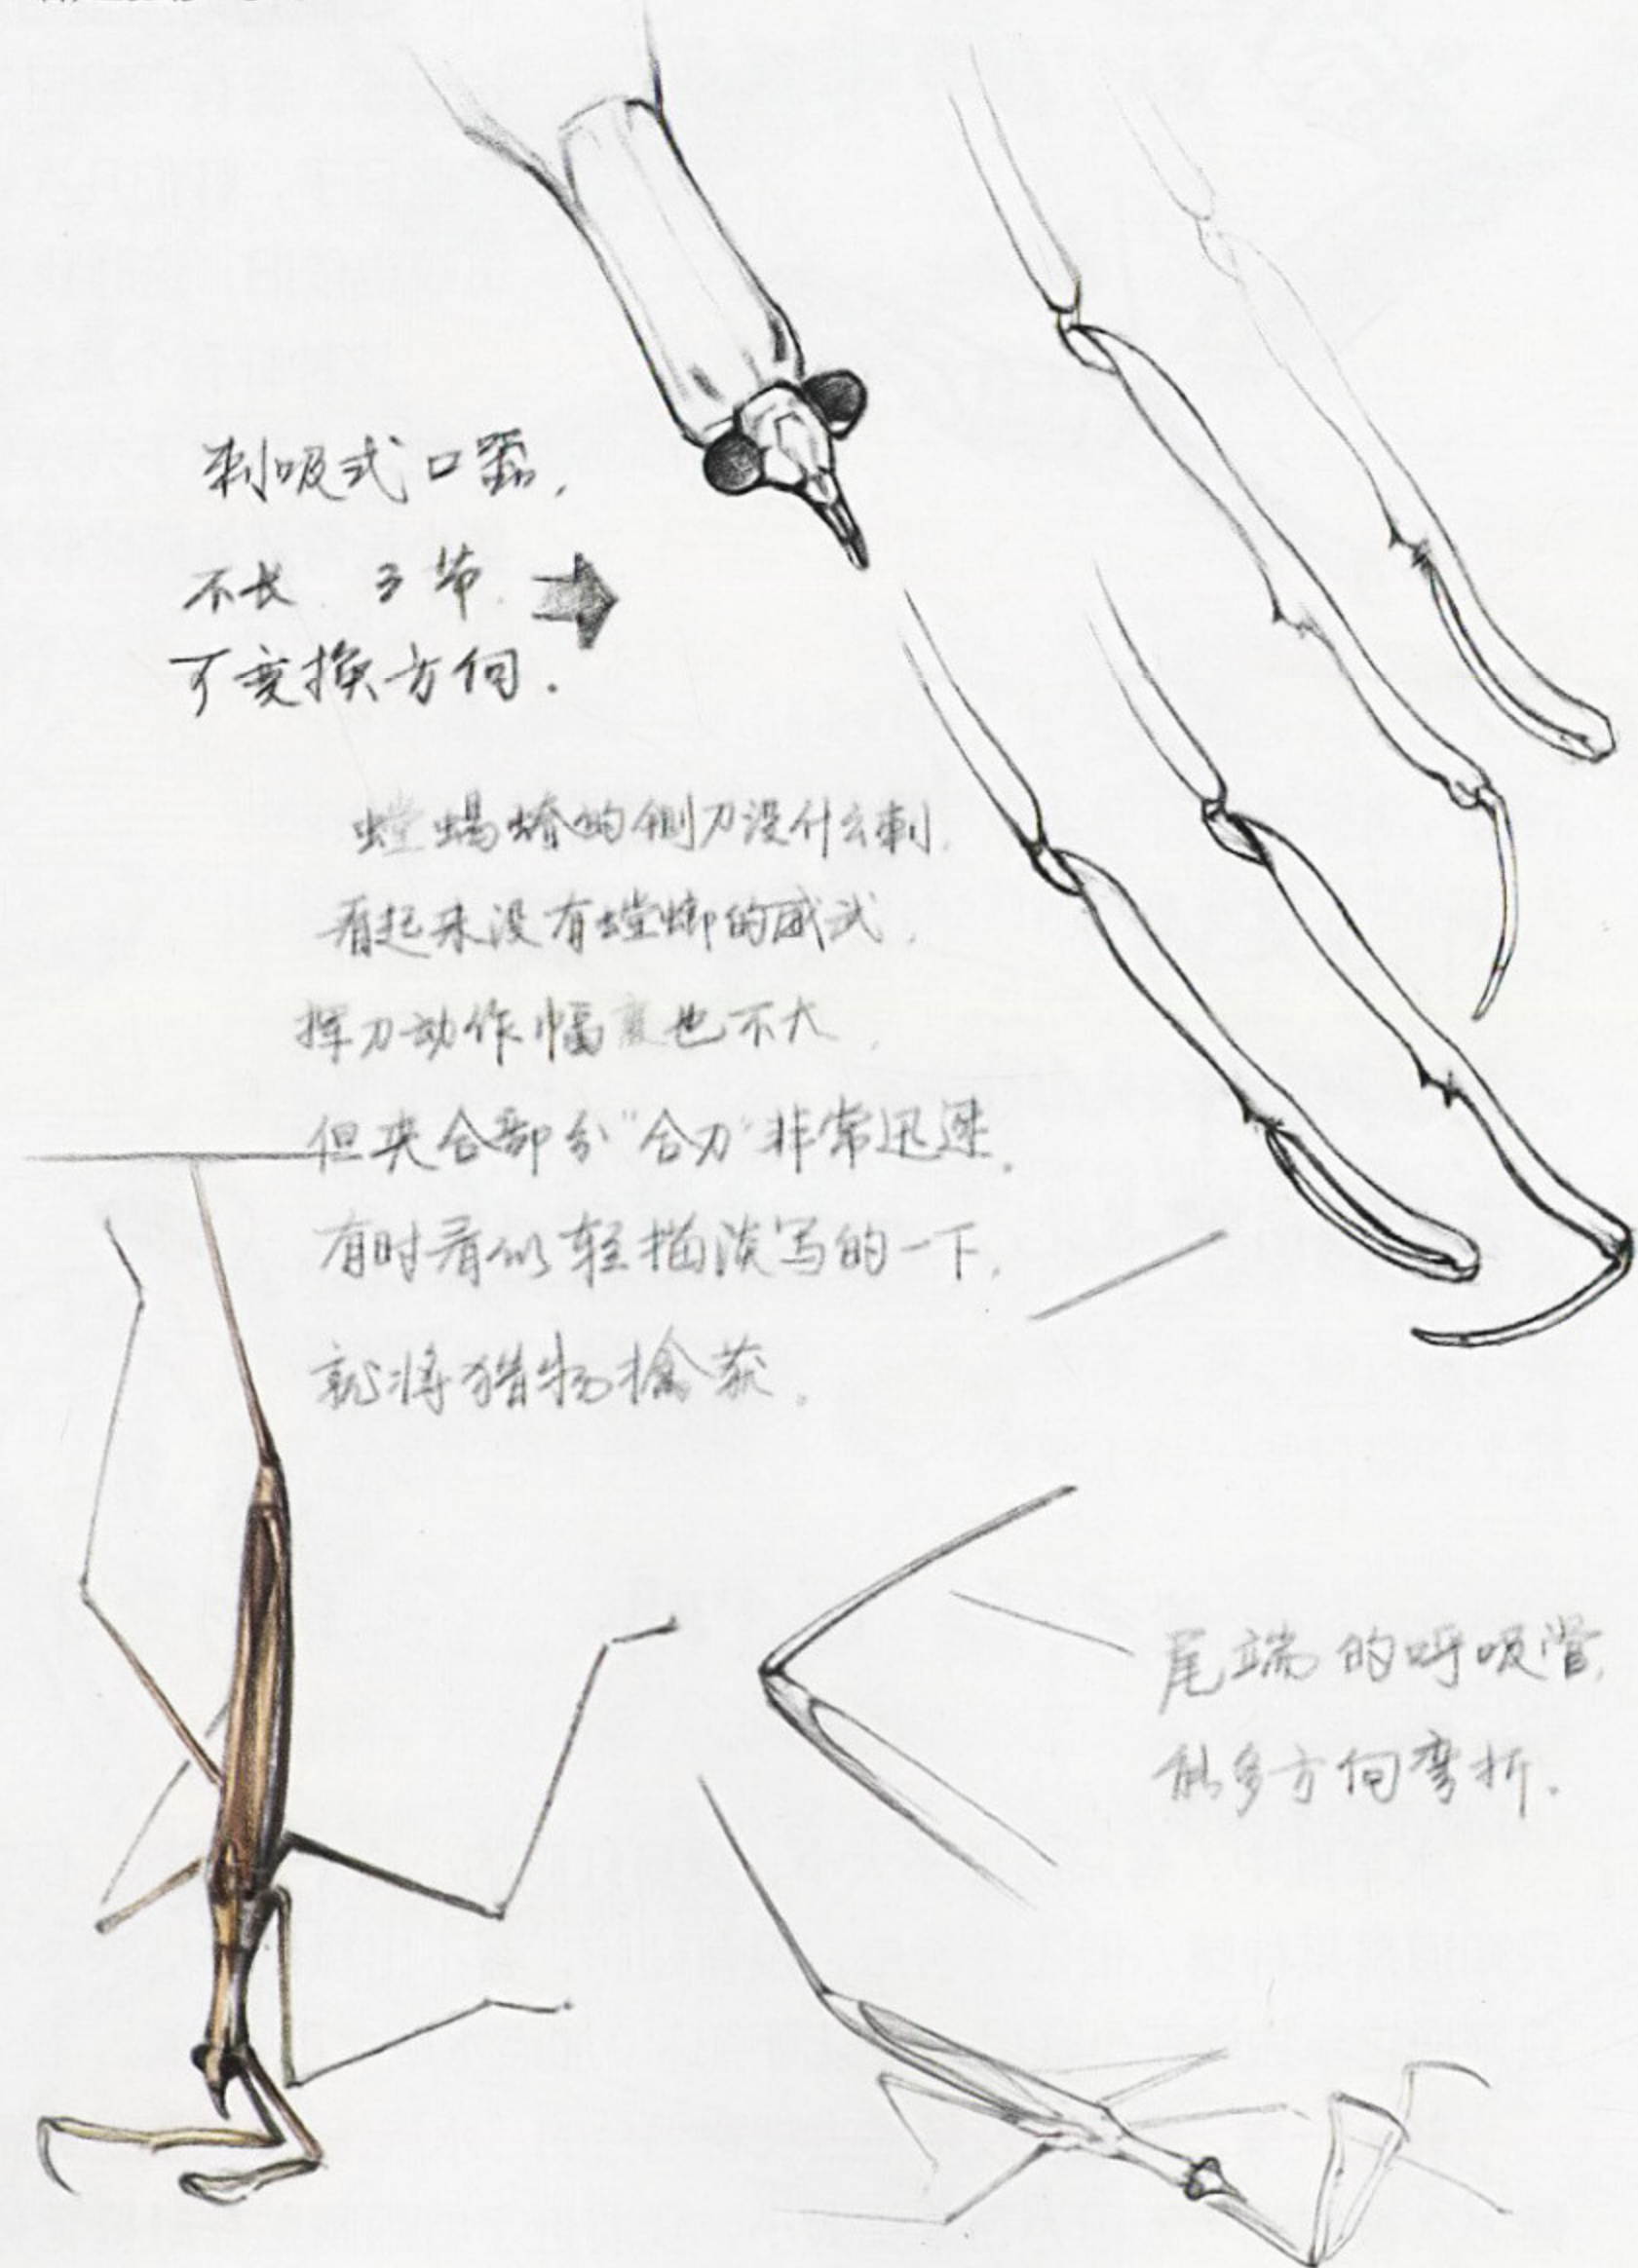 刺吸式口器，
不长，3节，
可变换方向．
螳蝎蝽的铡刀没什么刺，
看起来没有螳螂的威武，
挥刀动作幅度也不大，
但夹合部分“合刀”非常迅速。
有时看似轻描淡写的一下，
就将猎物擒获。
尾端的呼吸管，
能多方向弯折．